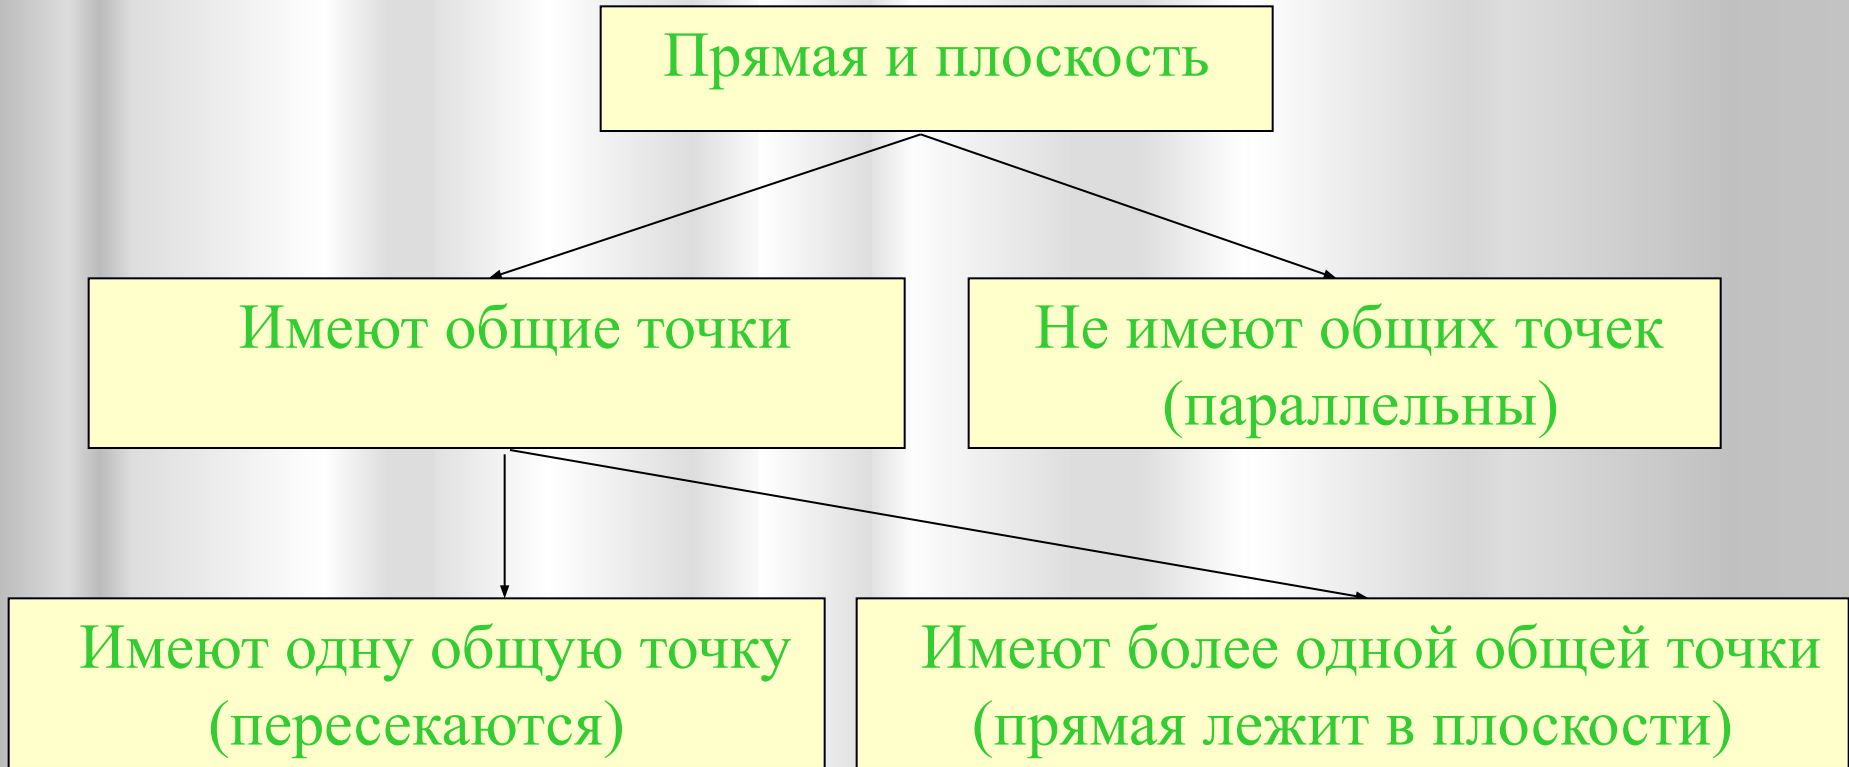 Прямая и плоскость
Имеют общие точки
Не имеют общих точек
(параллельны)
Имеют одну общую точку
(пересекаются)
Имеют более одной общей точки
(прямая лежит в плоскости)